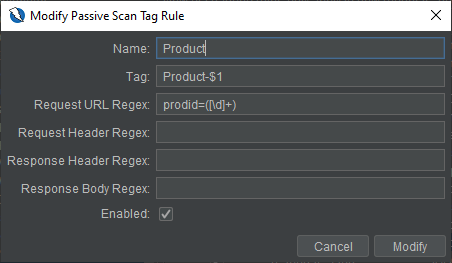 Modify Passive Scan Tag Rule
Name: Product
Tag: Product-$1
Request URL Regex: prodid=([\d]+)
Request Header Regex:
Response Header Regex:
Response Body Regex:
Enabled:
Cancel Modify